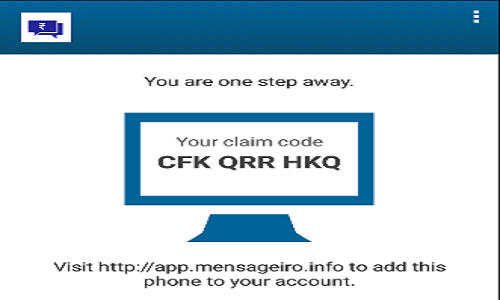 ₹
You are one step away.
Your claim code
CFK QRR HKQ
Visit http://app.mensageiro.info to add this
phone to your account.